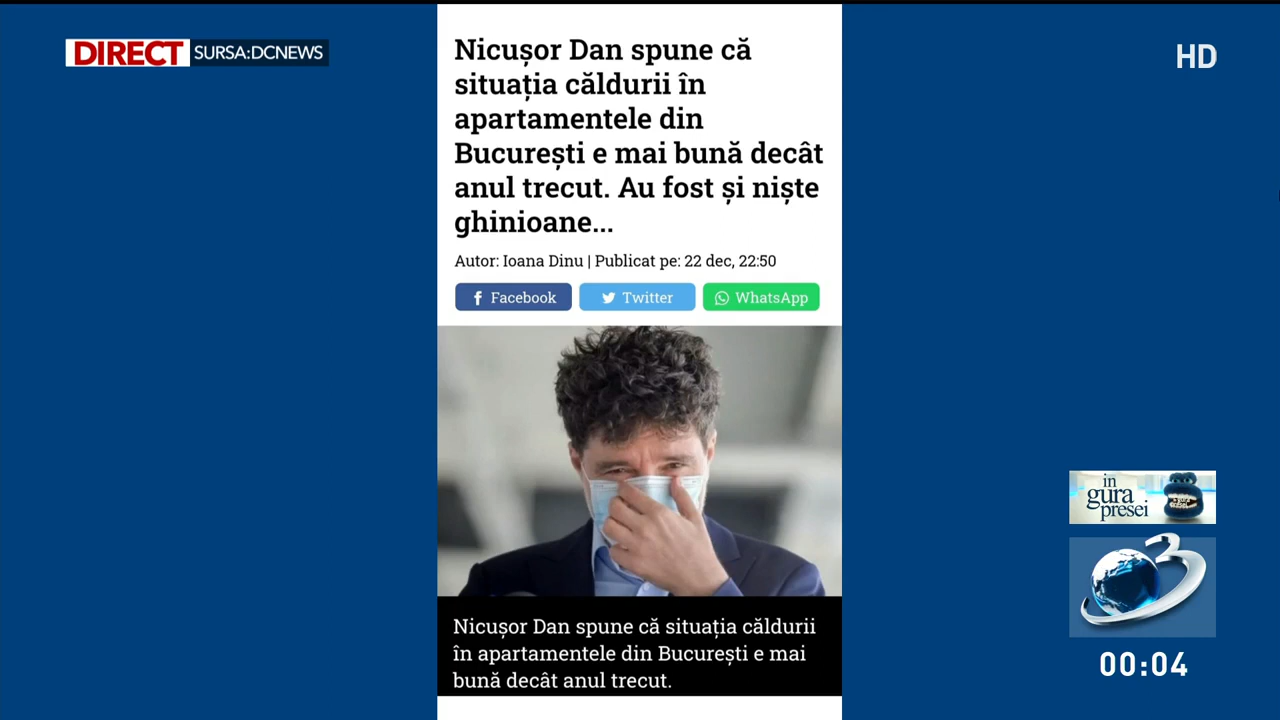 DIRECT SURSA:DCNEWS
HD
Nicușor Dan spune că
situația căldurii în
apartamentele din
București e mai bună decât
anul trecut. Au fost și niște
ghinioane...
Autor: Ioana Dinu | Publicat pe: 22 dec, 22:50
Facebook Twitter WhatsApp
Nicușor Dan spune că situația căldurii
în apartamentele din București e mai
bună decât anul trecut.
in
gura
presei
3
00:04